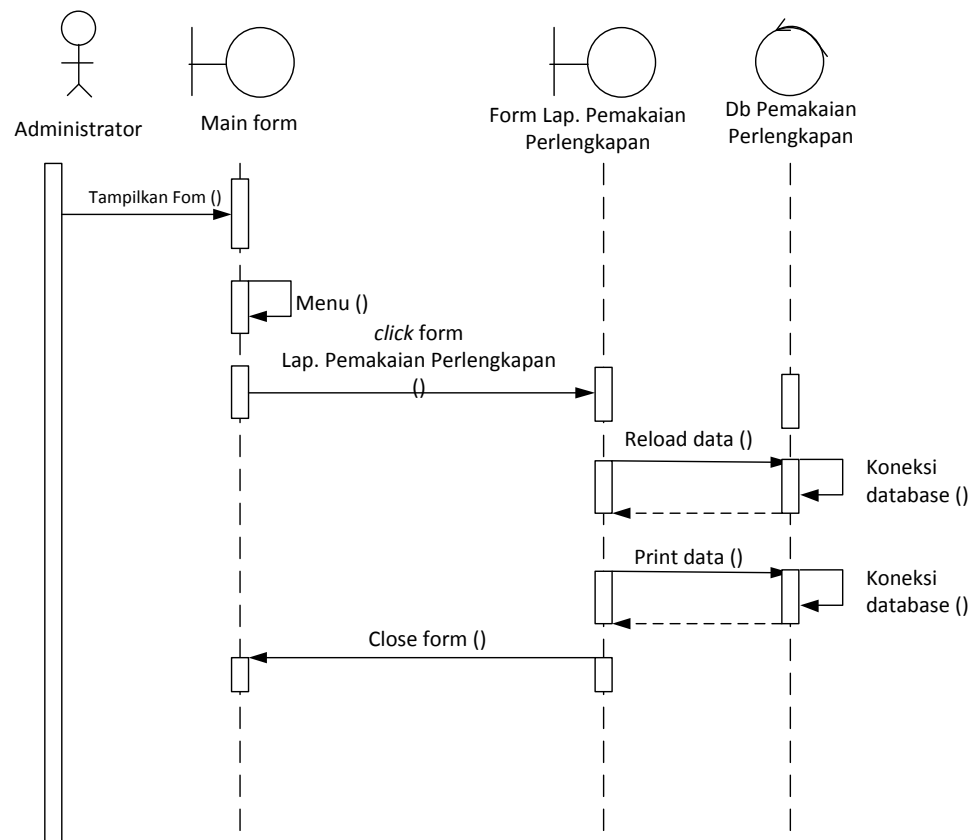 Administrator
Main form
Form Lap. Pemakaian
Perlengkapan
Db Pemakaian
Perlengkapan
Tampilkan Fom ()
Menu ()
click form
Lap. Pemakaian Perlengkapan
()
Reload data ()
Koneksi
database ()
Print data ()
Koneksi
database ()
Close form ()